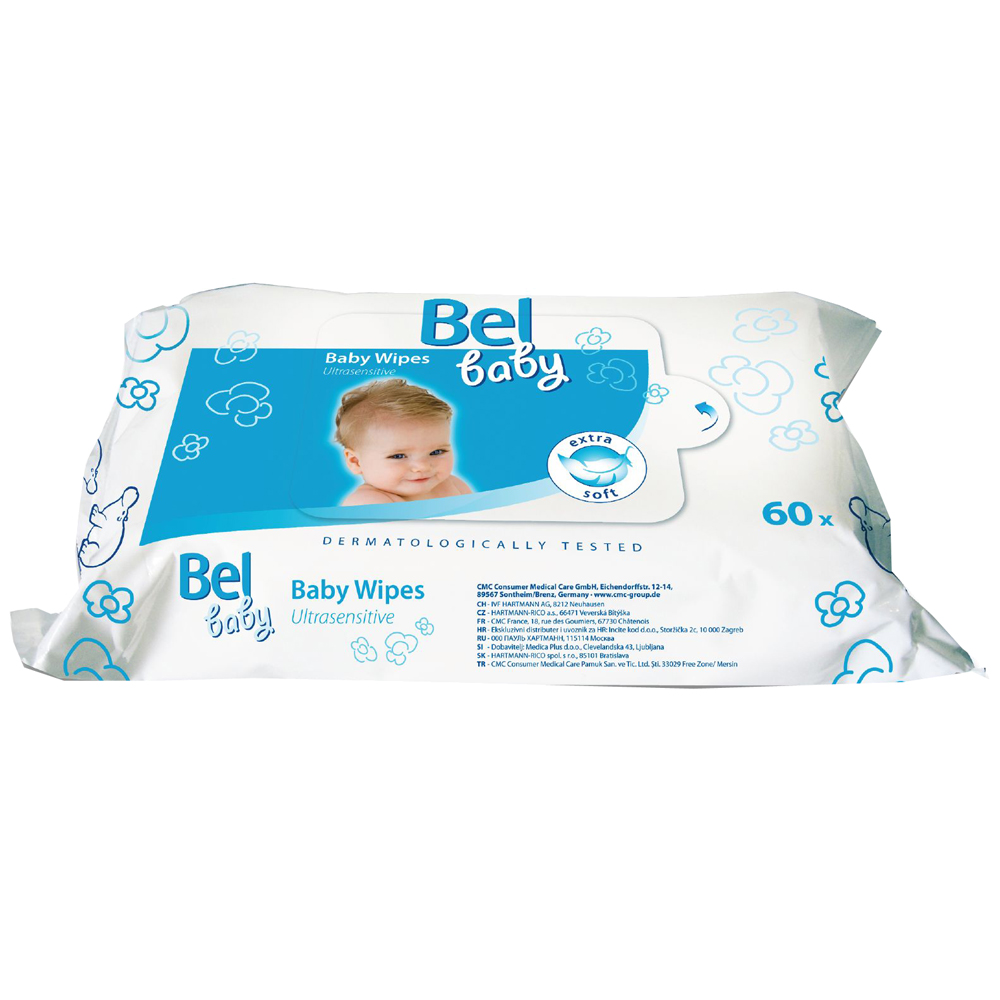 Bel
baby
Baby Wipes
Ultrasensitive
extra
soft
60 x
DERMATOLOGICALLY TESTED
Bel
baby
Baby Wipes
Ultrasensitive
CMC Consumer Medical Care GmbH, Eichendorffstr. 12-14,
89567 Sontheim/Brenz, Germany - www.cmc-group.de
CH - IVF HARTMANN AG, 8212 Neuhausen
CZ - HARTMANN-RICO a.s., 66471 Veverská Bítýška
FR - CMC France, 18, rue des Goumiers, 67730 Châtenois
HR - Ekskluzivni distributer i uvoznik za HR: Incite kod d.o.o., Storžička 2c, 10 000 Zagreb
RU - ООО ПАУЛЬ ХАРТМАНН, 115114 Москва
SI - Dobavitelj: Medica Plus d.o.o., Clevelandska 43, Ljubljana
SK - HARTMANN-RICO spol. s r.o., 85101 Bratislava
TR - CMC Consumer Medical Care Pamuk San. ve Tic. Ltd. Şti. 33029 Free Zone/ Mersin